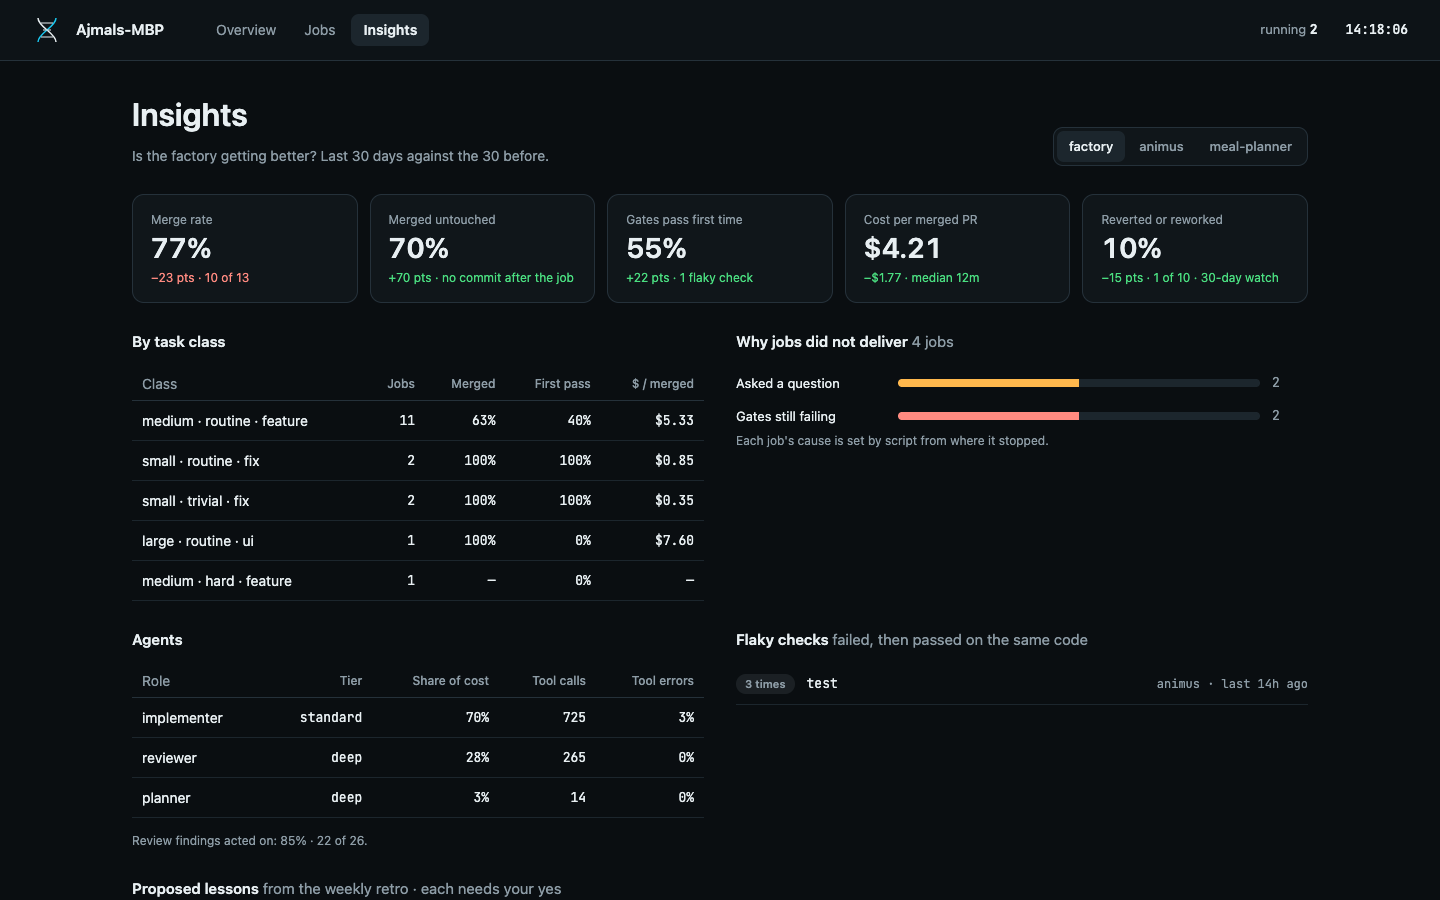 Ajmals-MBP Overview Jobs Insights running 2 14:18:06
Insights
Is the factory getting better? Last 30 days against the 30 before.
factory animus meal-planner
Merge rate
77%
−23 pts · 10 of 13
Merged untouched
70%
+70 pts · no commit after the job
Gates pass first time
55%
+22 pts · 1 flaky check
Cost per merged PR
$4.21
−$1.77 · median 12m
Reverted or reworked
10%
−15 pts · 1 of 10 · 30-day watch
By task class
Class Jobs Merged First pass $ / merged
medium · routine · feature 11 63% 40% $5.33
small · routine · fix 2 100% 100% $0.85
small · trivial · fix 2 100% 100% $0.35
large · routine · ui 1 100% 0% $7.60
medium · hard · feature 1 — 0% —
Why jobs did not deliver 4 jobs
Asked a question 2
Gates still failing 2
Each job's cause is set by script from where it stopped.
Agents
Role Tier Share of cost Tool calls Tool errors
implementer standard 70% 725 3%
reviewer deep 28% 265 0%
planner deep 3% 14 0%
Review findings acted on: 85% · 22 of 26.
Flaky checks failed, then passed on the same code
3 times test animus · last 14h ago
Proposed lessons from the weekly retro · each needs your yes